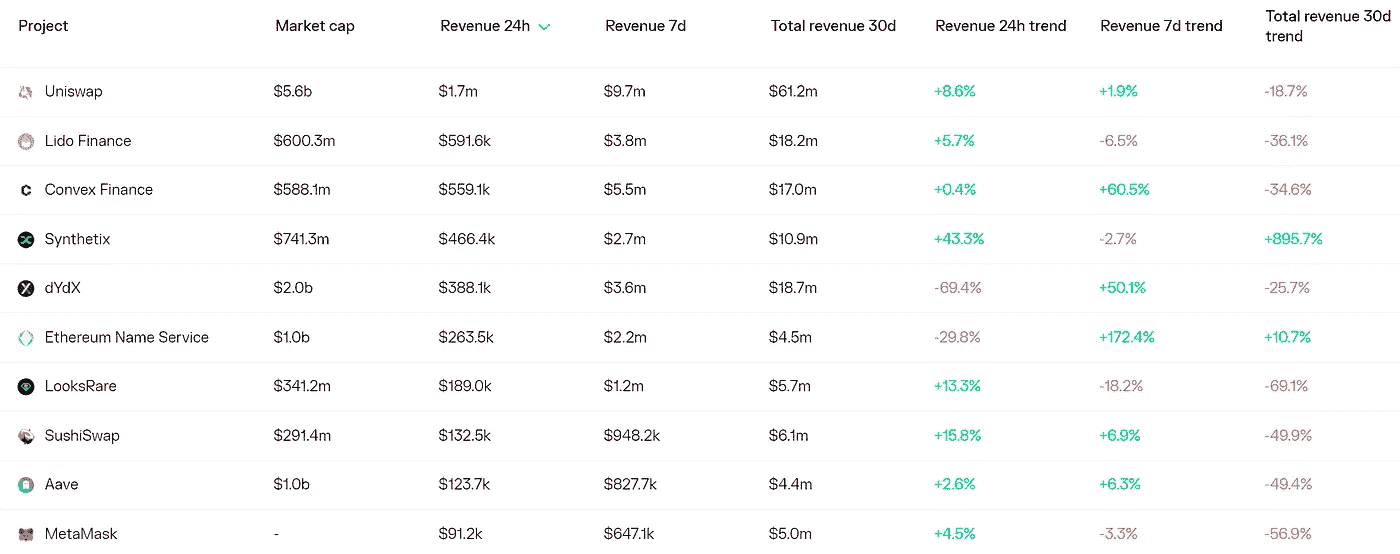 Project Market cap Revenue 24h Revenue 7d Total revenue 30d Revenue 24h trend Revenue 7d trend Total revenue 30d trend
Uniswap $5.6b $1.7m $9.7m $61.2m +8.6% +1.9% -18.7%
Lido Finance $600.3m $591.6k $3.8m $18.2m +5.7% -6.5% -36.1%
Convex Finance $588.1m $559.1k $5.5m $17.0m +0.4% +60.5% -34.6%
Synthetix $741.3m $466.4k $2.7m $10.9m +43.3% -2.7% +895.7%
dYdX $2.0b $388.1k $3.6m $18.7m -69.4% +50.1% -25.7%
Ethereum Name Service $1.0b $263.5k $2.2m $4.5m -29.8% +172.4% +10.7%
LooksRare $341.2m $189.0k $1.2m $5.7m +13.3% -18.2% -69.1%
SushiSwap $291.4m $132.5k $948.2k $6.1m +15.8% +6.9% -49.9%
Aave $1.0b $123.7k $827.7k $4.4m +2.6% +6.3% -49.4%
MetaMask - $91.2k $647.1k $5.0m +4.5% -3.3% -56.9%